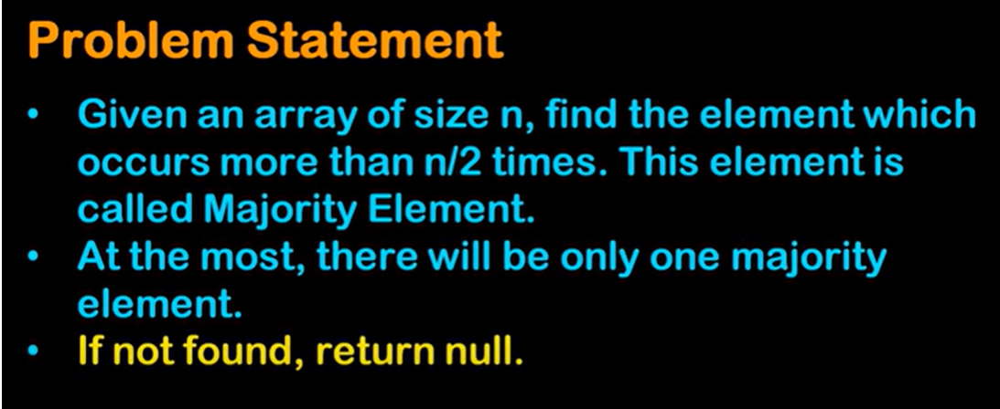 Problem Statement
• Given an array of size n, find the element which
occurs more than n/2 times. This element is
called Majority Element.
• At the most, there will be only one majority
element.
• If not found, return null.